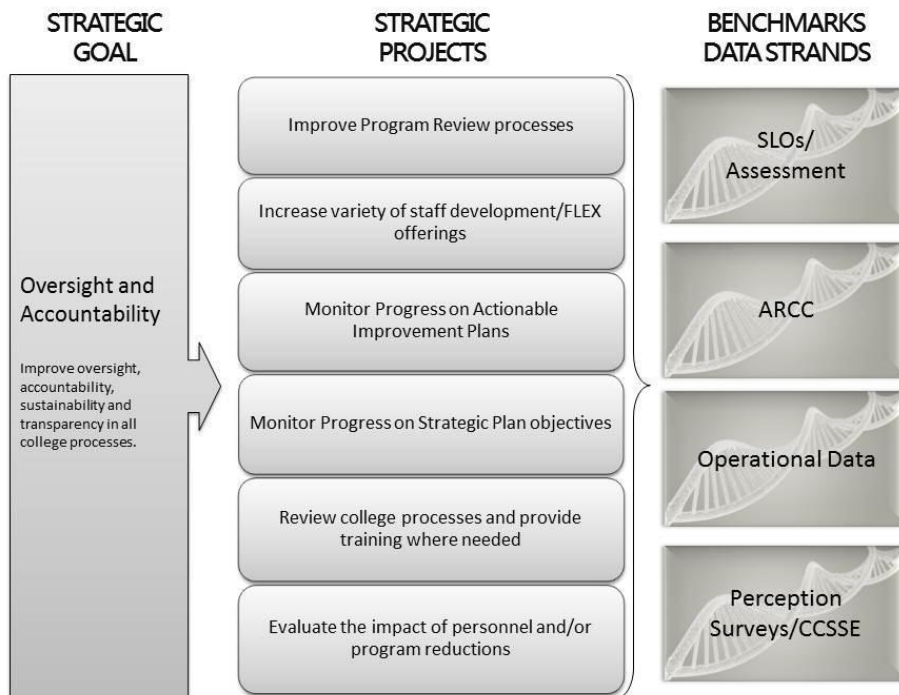 STRATEGIC
GOAL
STRATEGIC
PROJECTS
BENCHMARKS
DATA STRANDS
Oversight and
Accountability
Improve oversight,
accountability,
sustainability and
transparency in all
college processes.
Improve Program Review processes
Increase variety of staff development/FLEX
offerings
Monitor Progress on Actionable
Improvement Plans
Monitor Progress on Strategic Plan objectives
Review college processes and provide
training where needed
Evaluate the impact of personnel and/or
program reductions
SLOs/
Assessment
ARCC
Operational Data
Perception
Surveys/CCSSE